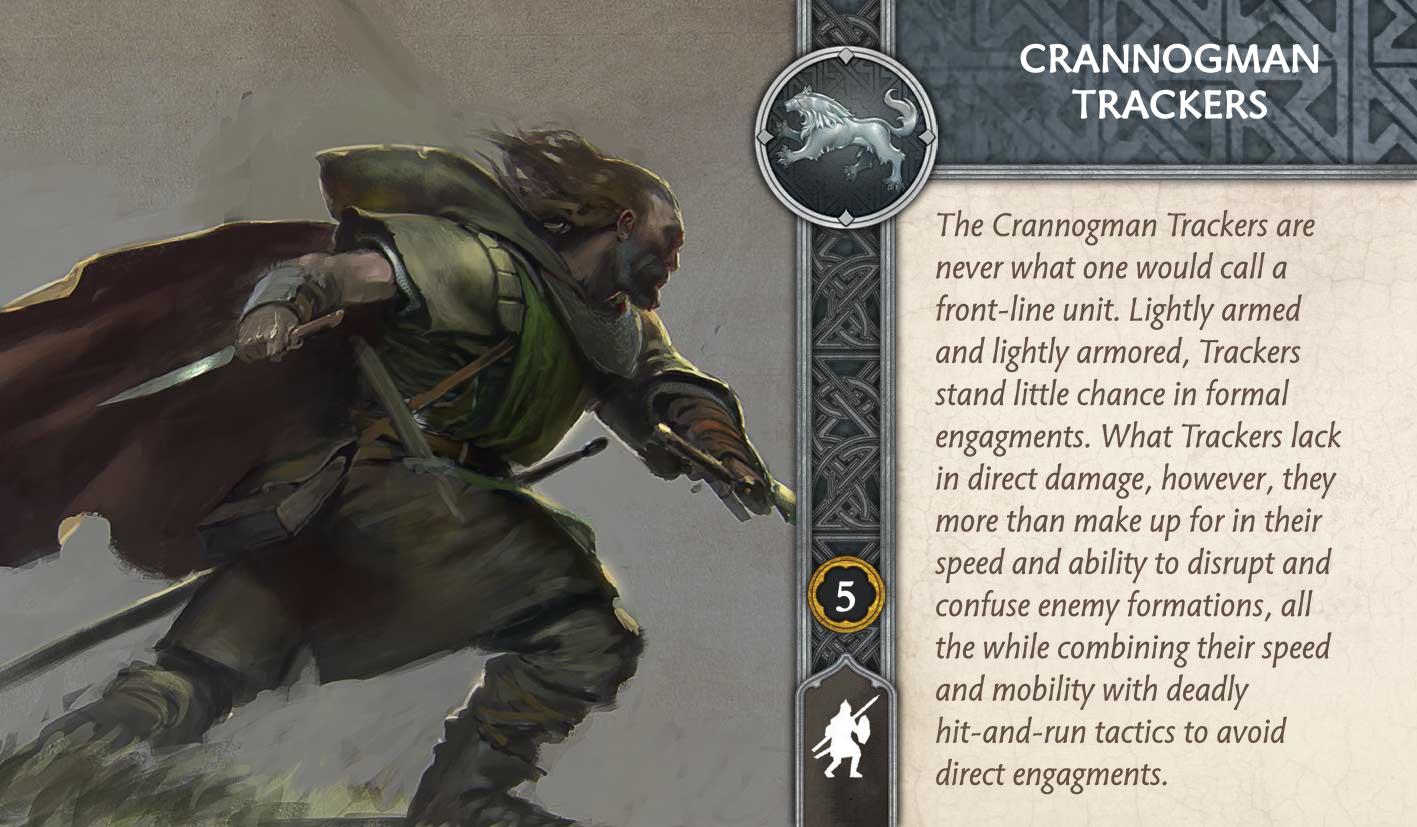 CRANNOGMAN
TRACKERS
The Crannogman Trackers are
never what one would call a
front-line unit. Lightly armed
and lightly armored, Trackers
stand little chance in formal
engagments. What Trackers lack
in direct damage, however, they
more than make up for in their
speed and ability to disrupt and
confuse enemy formations, all
the while combining their speed
and mobility with deadly
hit-and-run tactics to avoid
direct engagments.
5